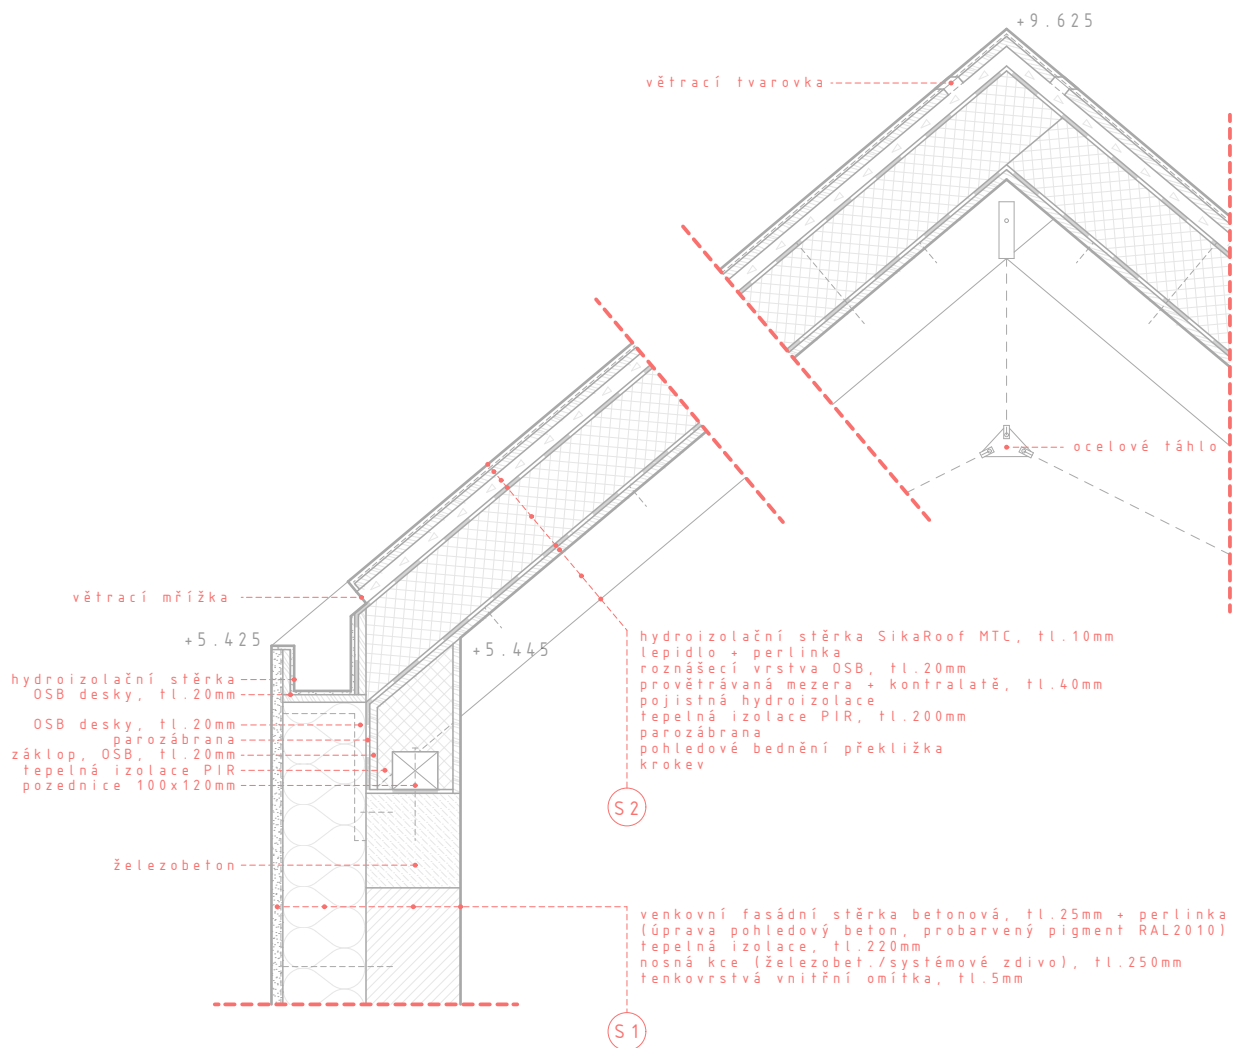 +9.625
větrací tvarovka
ocelové táhlo
větrací mřížka
+5.425
+5.445
hydroizolační stěrka
OSB desky, tl.20mm
OSB desky, tl.20mm
parozábrana
záklop, OSB, tl.20mm
tepelná izolace PIR
pozednice 100x120mm
železobeton
hydroizolační stěrka SikaRoof MTC, tl.10mm
lepidlo + perlinka
roznášecí vrstva OSB, tl.20mm
provětrávaná mezera + kontralatě, tl.40mm
pojistná hydroizolace
tepelná izolace PIR, tl.200mm
parozábrana
pohledové bednění překližka
krokev
S2
venkovní fasádní stěrka betonová, tl.25mm + perlinka
(úprava pohledový beton, probarvený pigment RAL2010)
tepelná izolace, tl.220mm
nosná kce (železobet./systémové zdivo), tl.250mm
tenkovrstvá vnitřní omítka, tl.5mm
S1